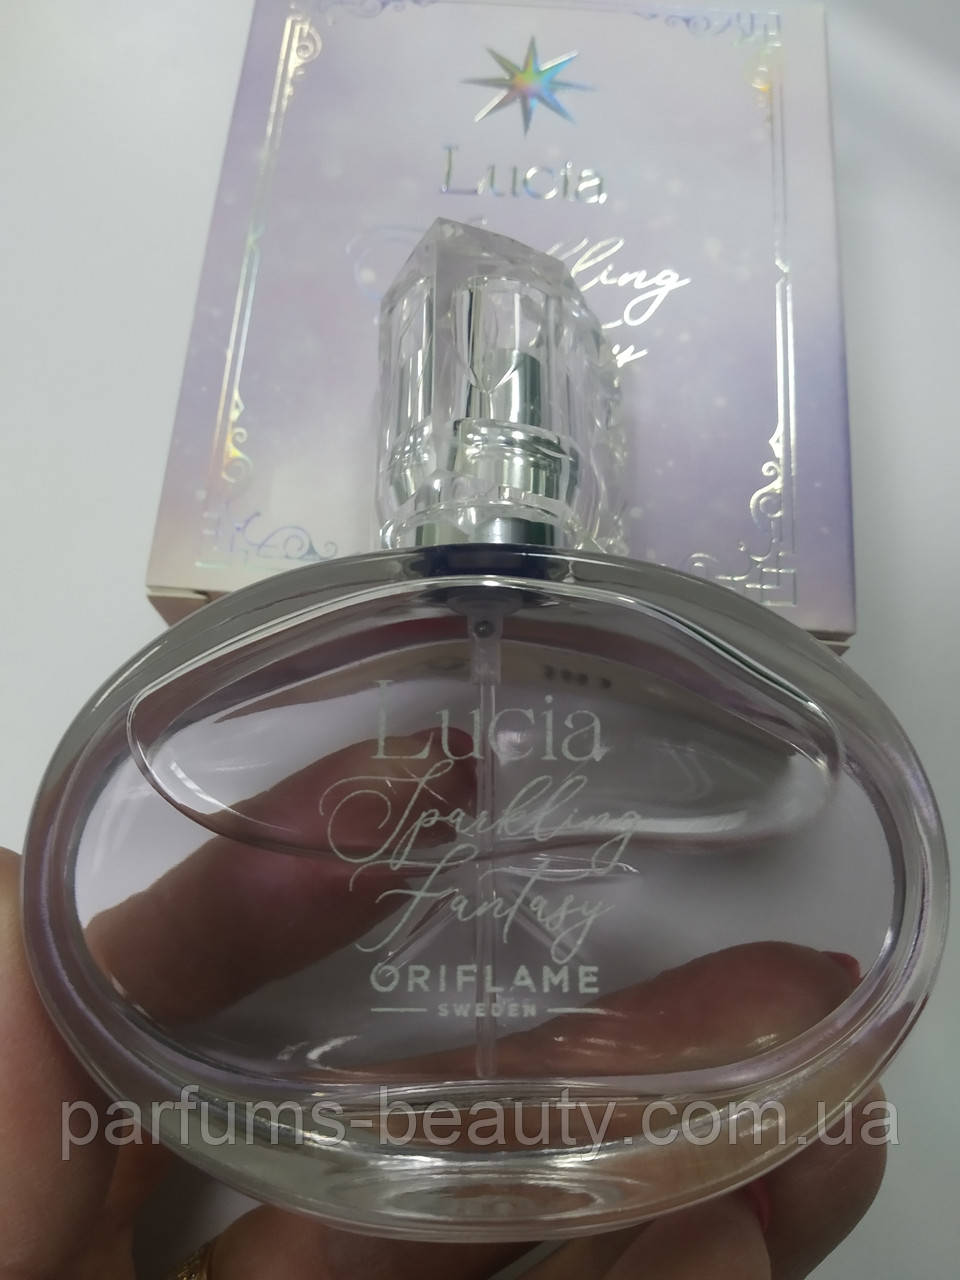 Lucia
Lucia
Sparkling
Fantasy
ORIFLAME
SWEDEN
parfums-beauty.com.ua